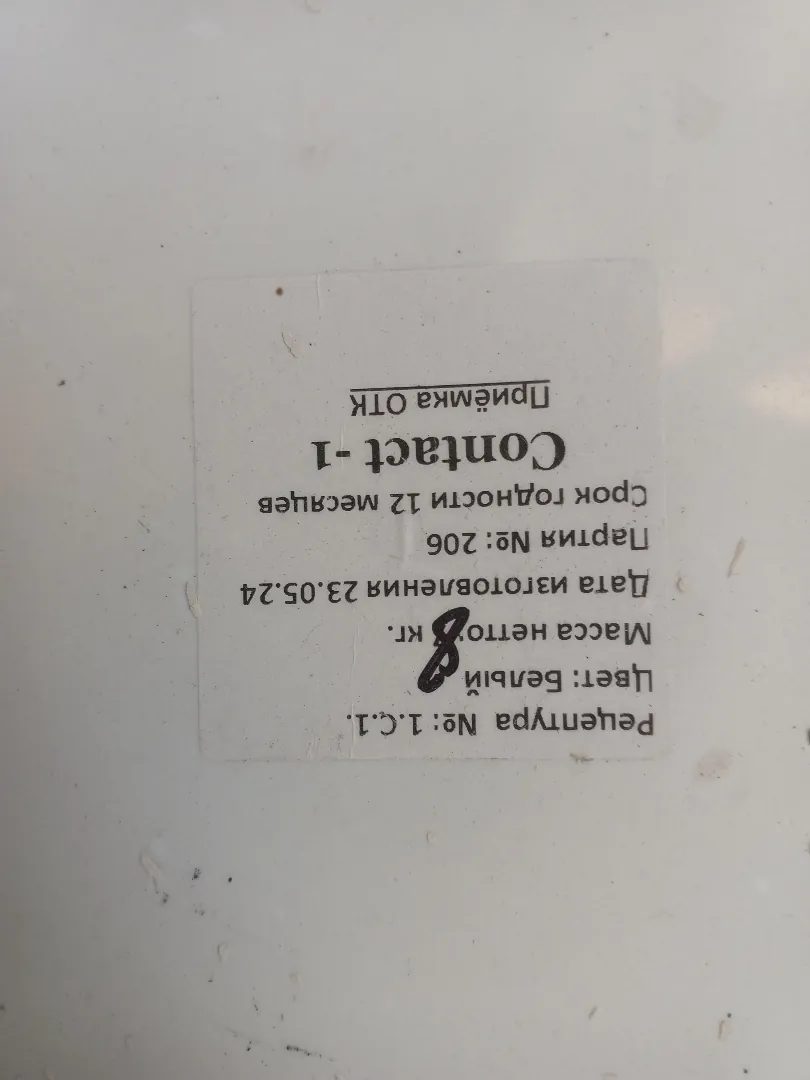 Рецептура №: 1.С.1.
Цвет: Белый
Масса нетто: 8 кг.
Дата изготовления 23.05.24
Партия №: 206
Срок годности 12 месяцев
Contact - 1
Приёмка ОТК